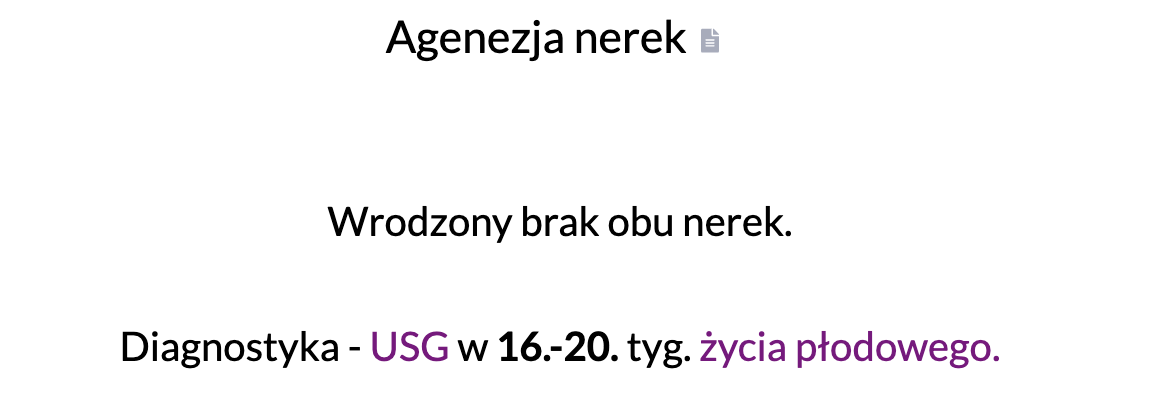 Agenezja nerek
Wrodzony brak obu nerek.
Diagnostyka - USG w 16.-20. tyg. życia płodowego.